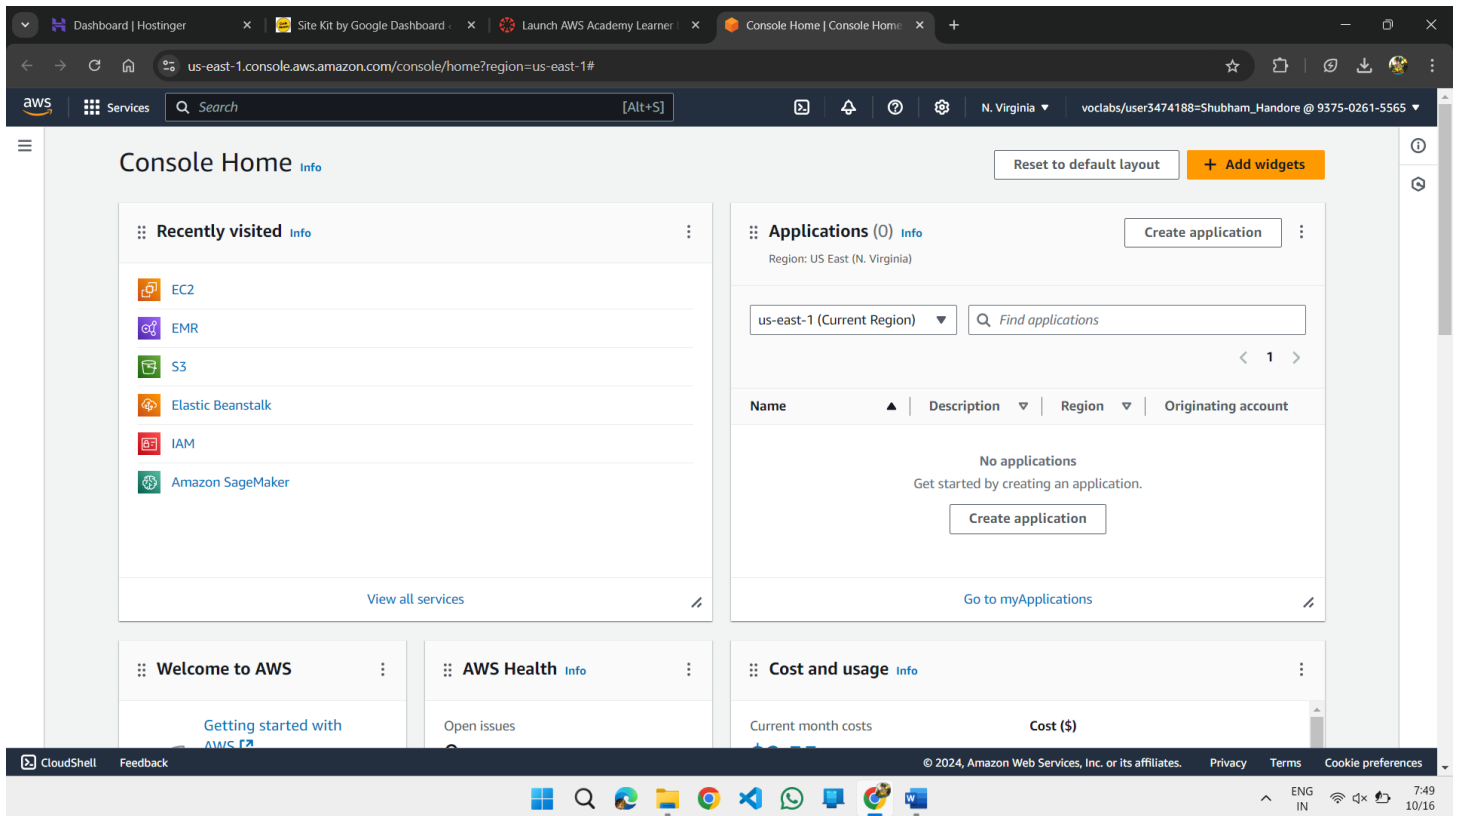 Dashboard | Hostinger
Site Kit by Google Dashboard
Launch AWS Academy Learner
Console Home | Console Home
us-east-1.console.aws.amazon.com/console/home?region=us-east-1#
aws Services Search [Alt+S] N. Virginia voclabs/user3474188=Shubham_Handore @ 9375-0261-5565
Console Home Info
Reset to default layout
+ Add widgets
Recently visited Info
EC2
EMR
S3
Elastic Beanstalk
IAM
Amazon SageMaker
View all services
Applications (0) Info
Create application
Region: US East (N. Virginia)
us-east-1 (Current Region)
Find applications
1
Name Description Region Originating account
No applications
Get started by creating an application.
Create application
Go to myApplications
Welcome to AWS
Getting started with
AWS
AWS Health Info
Open issues
Cost and usage Info
Current month costs
Cost ($)
CloudShell Feedback © 2024, Amazon Web Services, Inc. or its affiliates. Privacy Terms Cookie preferences
ENG
IN
7:49
10/16